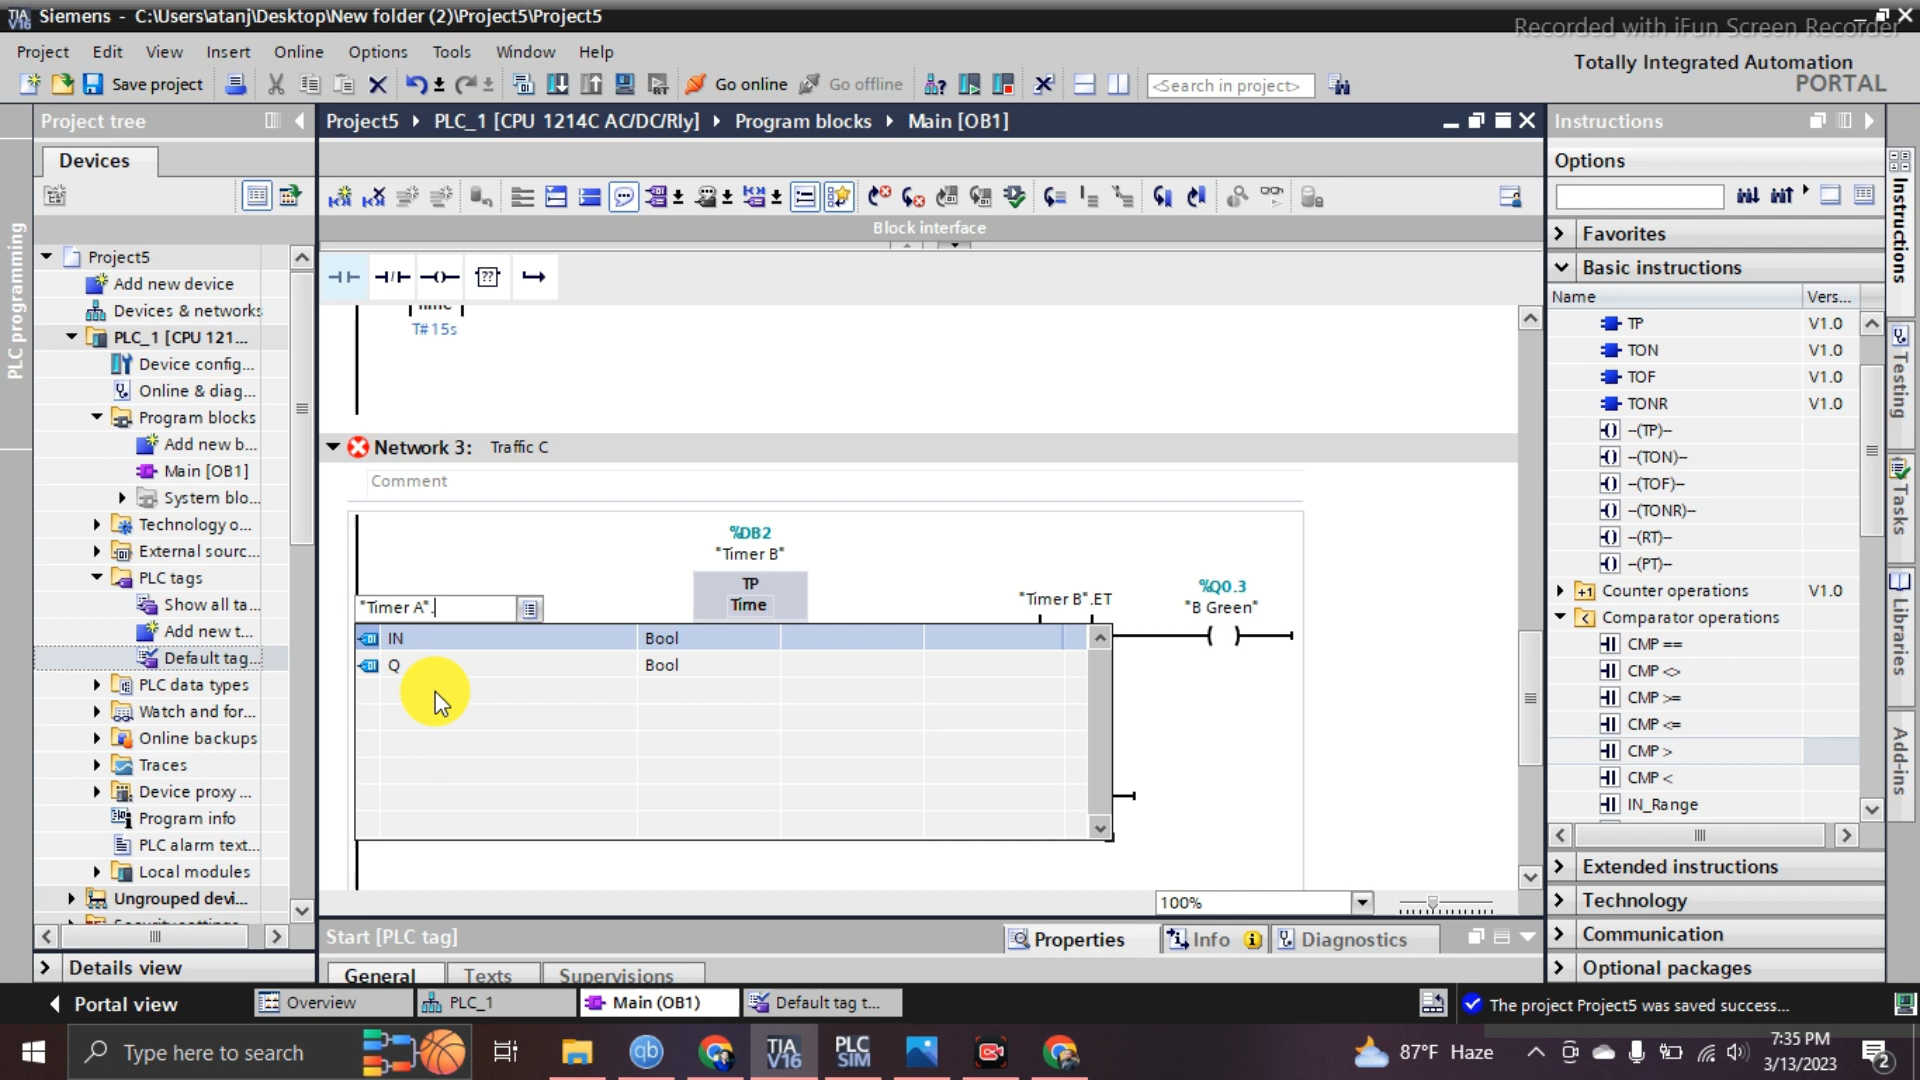 TIA V16 Siemens - C:\Users\atanj\Desktop\New folder (2)\Project5\Project5
Recorded with iFun Screen Recorder
Project Edit View Insert Online Options Tools Window Help
Totally Integrated Automation
PORTAL
Save project
Go online
Go offline
<Search in project>
Project tree
Project5 PLC_1 [CPU 1214C AC/DC/Rly] Program blocks Main [OB1]
Instructions
Devices
Options
Block interface
PLC programming
Project5
Add new device
Devices & networks
PLC_1 [CPU 121...
Device config...
Online & diag...
Program blocks
Add new b...
Main [OB1]
System blo...
Technology o...
External sourc...
PLC tags
Show all ta...
Add new t...
Default tag...
PLC data types
Watch and for...
Online backups
Traces
Device proxy ...
Program info
PLC alarm text...
Local modules
Ungrouped devi...
Details view
T#15s
Network 3: Traffic C
Comment
%DB2
"Timer B"
TP
Time
"Timer A".
"Timer B".ET
%Q0.3
"B Green"
IN Bool
Q Bool
100%
Start [PLC tag]
Properties
Info
Diagnostics
General
Texts
Supervisions
Favorites
Basic instructions
Name Vers...
TP V1.0
TON V1.0
TOF V1.0
TONR V1.0
-(TP)-
-(TON)-
-(TOF)-
-(TONR)-
-(RT)-
-(PT)-
Counter operations V1.0
Comparator operations
CMP ==
CMP <>
CMP >=
CMP <=
CMP >
CMP <
IN_Range
Extended instructions
Technology
Communication
Optional packages
Instructions
Testing
Tasks
Libraries
Add-ins
Portal view
Overview
PLC_1
Main (OB1)
Default tag t...
The project Project5 was saved success...
Type here to search
qb
TIA
V16
PLC
SIM
87°F Haze
7:35 PM
3/13/2023
2